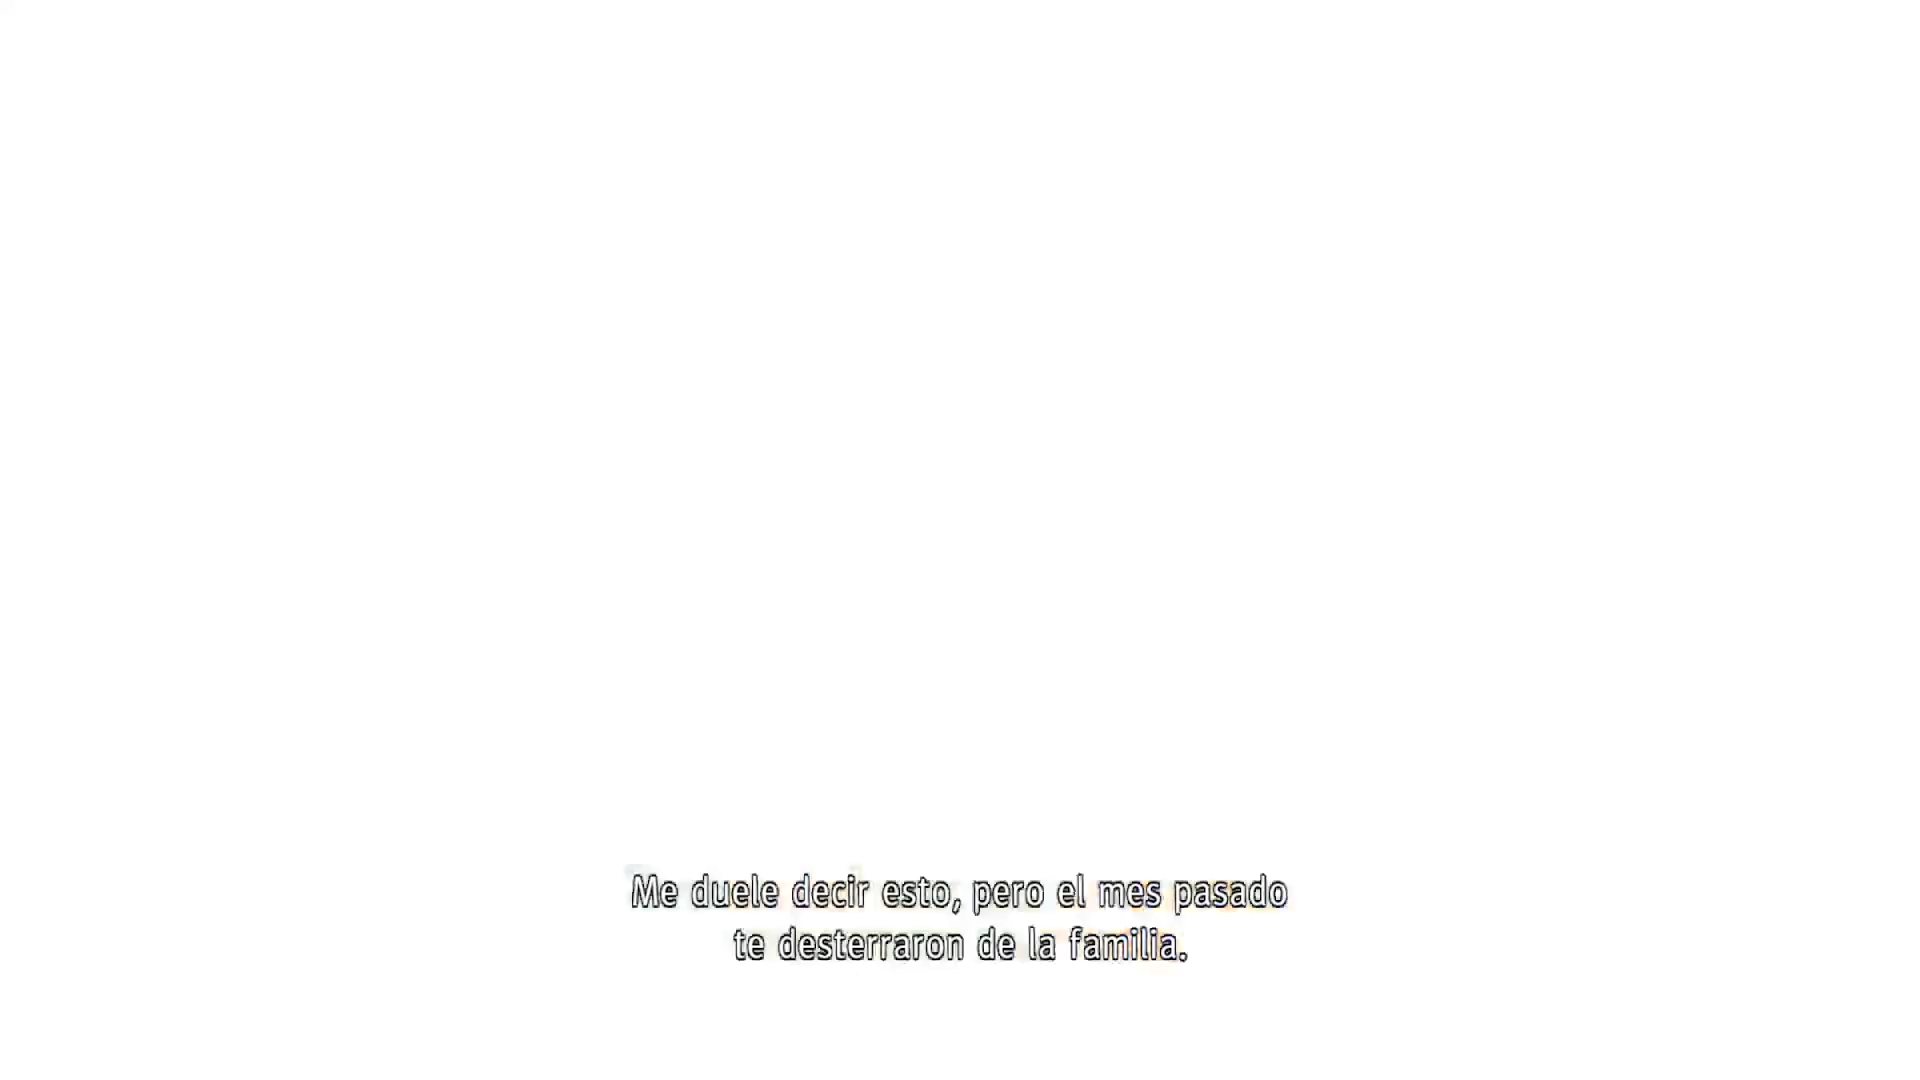 Me duele decir esto, pero el mes pasado
te desterraron de la familia.